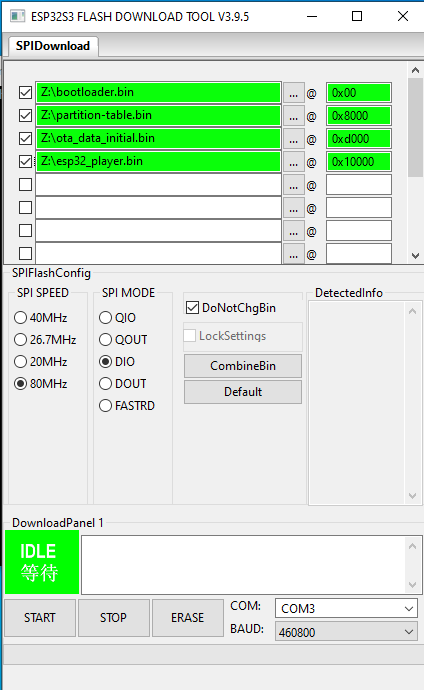 ESP32S3 FLASH DOWNLOAD TOOL V3.9.5
SPIDownload
Z:\bootloader.bin ... @ 0x00
Z:\partition-table.bin ... @ 0x8000
Z:\ota_data_initial.bin ... @ 0xd000
Z:\esp32_player.bin ... @ 0x10000
... @
... @
... @
... @
SPIFlashConfig
SPI SPEED
40MHz
26.7MHz
20MHz
80MHz
SPI MODE
QIO
QOUT
DIO
DOUT
FASTRD
DoNotChgBin
LockSettings
CombineBin
Default
DetectedInfo
DownloadPanel 1
IDLE
等待
START STOP ERASE
COM: COM3
BAUD: 460800